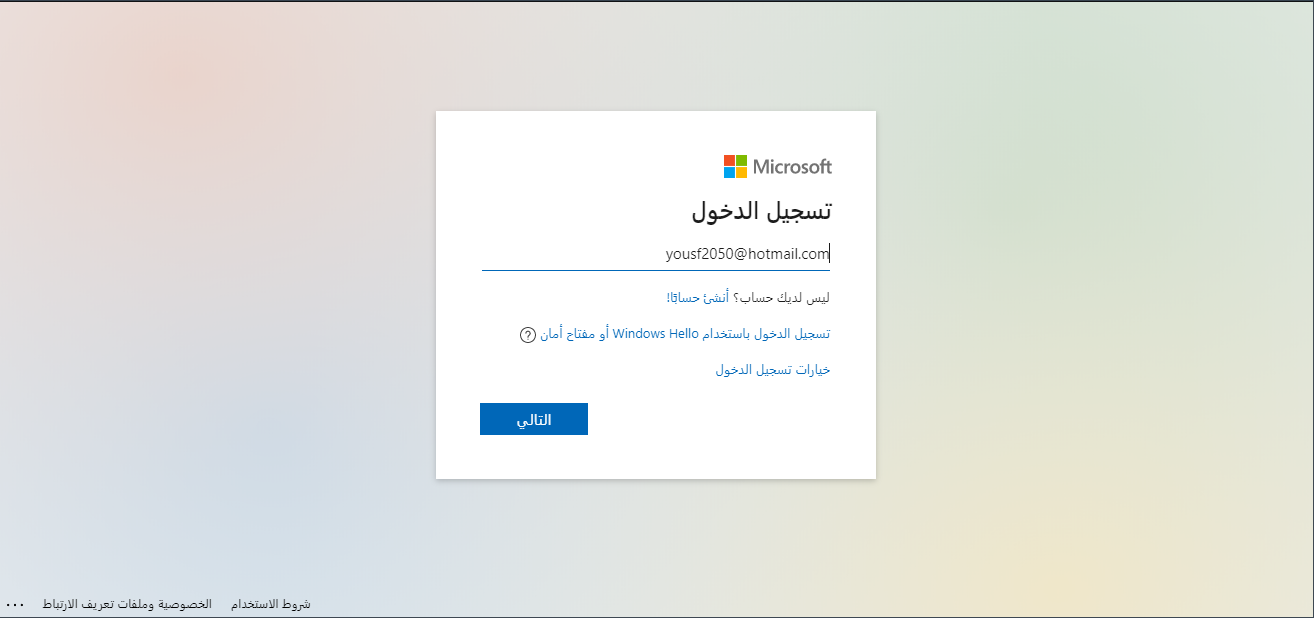 Microsoft
تسجيل الدخول
yousf2050@hotmail.com
ليس لديك حساب؟ أنشئ حسابًا!
تسجيل الدخول باستخدام Windows Hello أو مفتاح أمان
خيارات تسجيل الدخول
التالي
شروط الاستخدام الخصوصية وملفات تعريف الارتباط ...